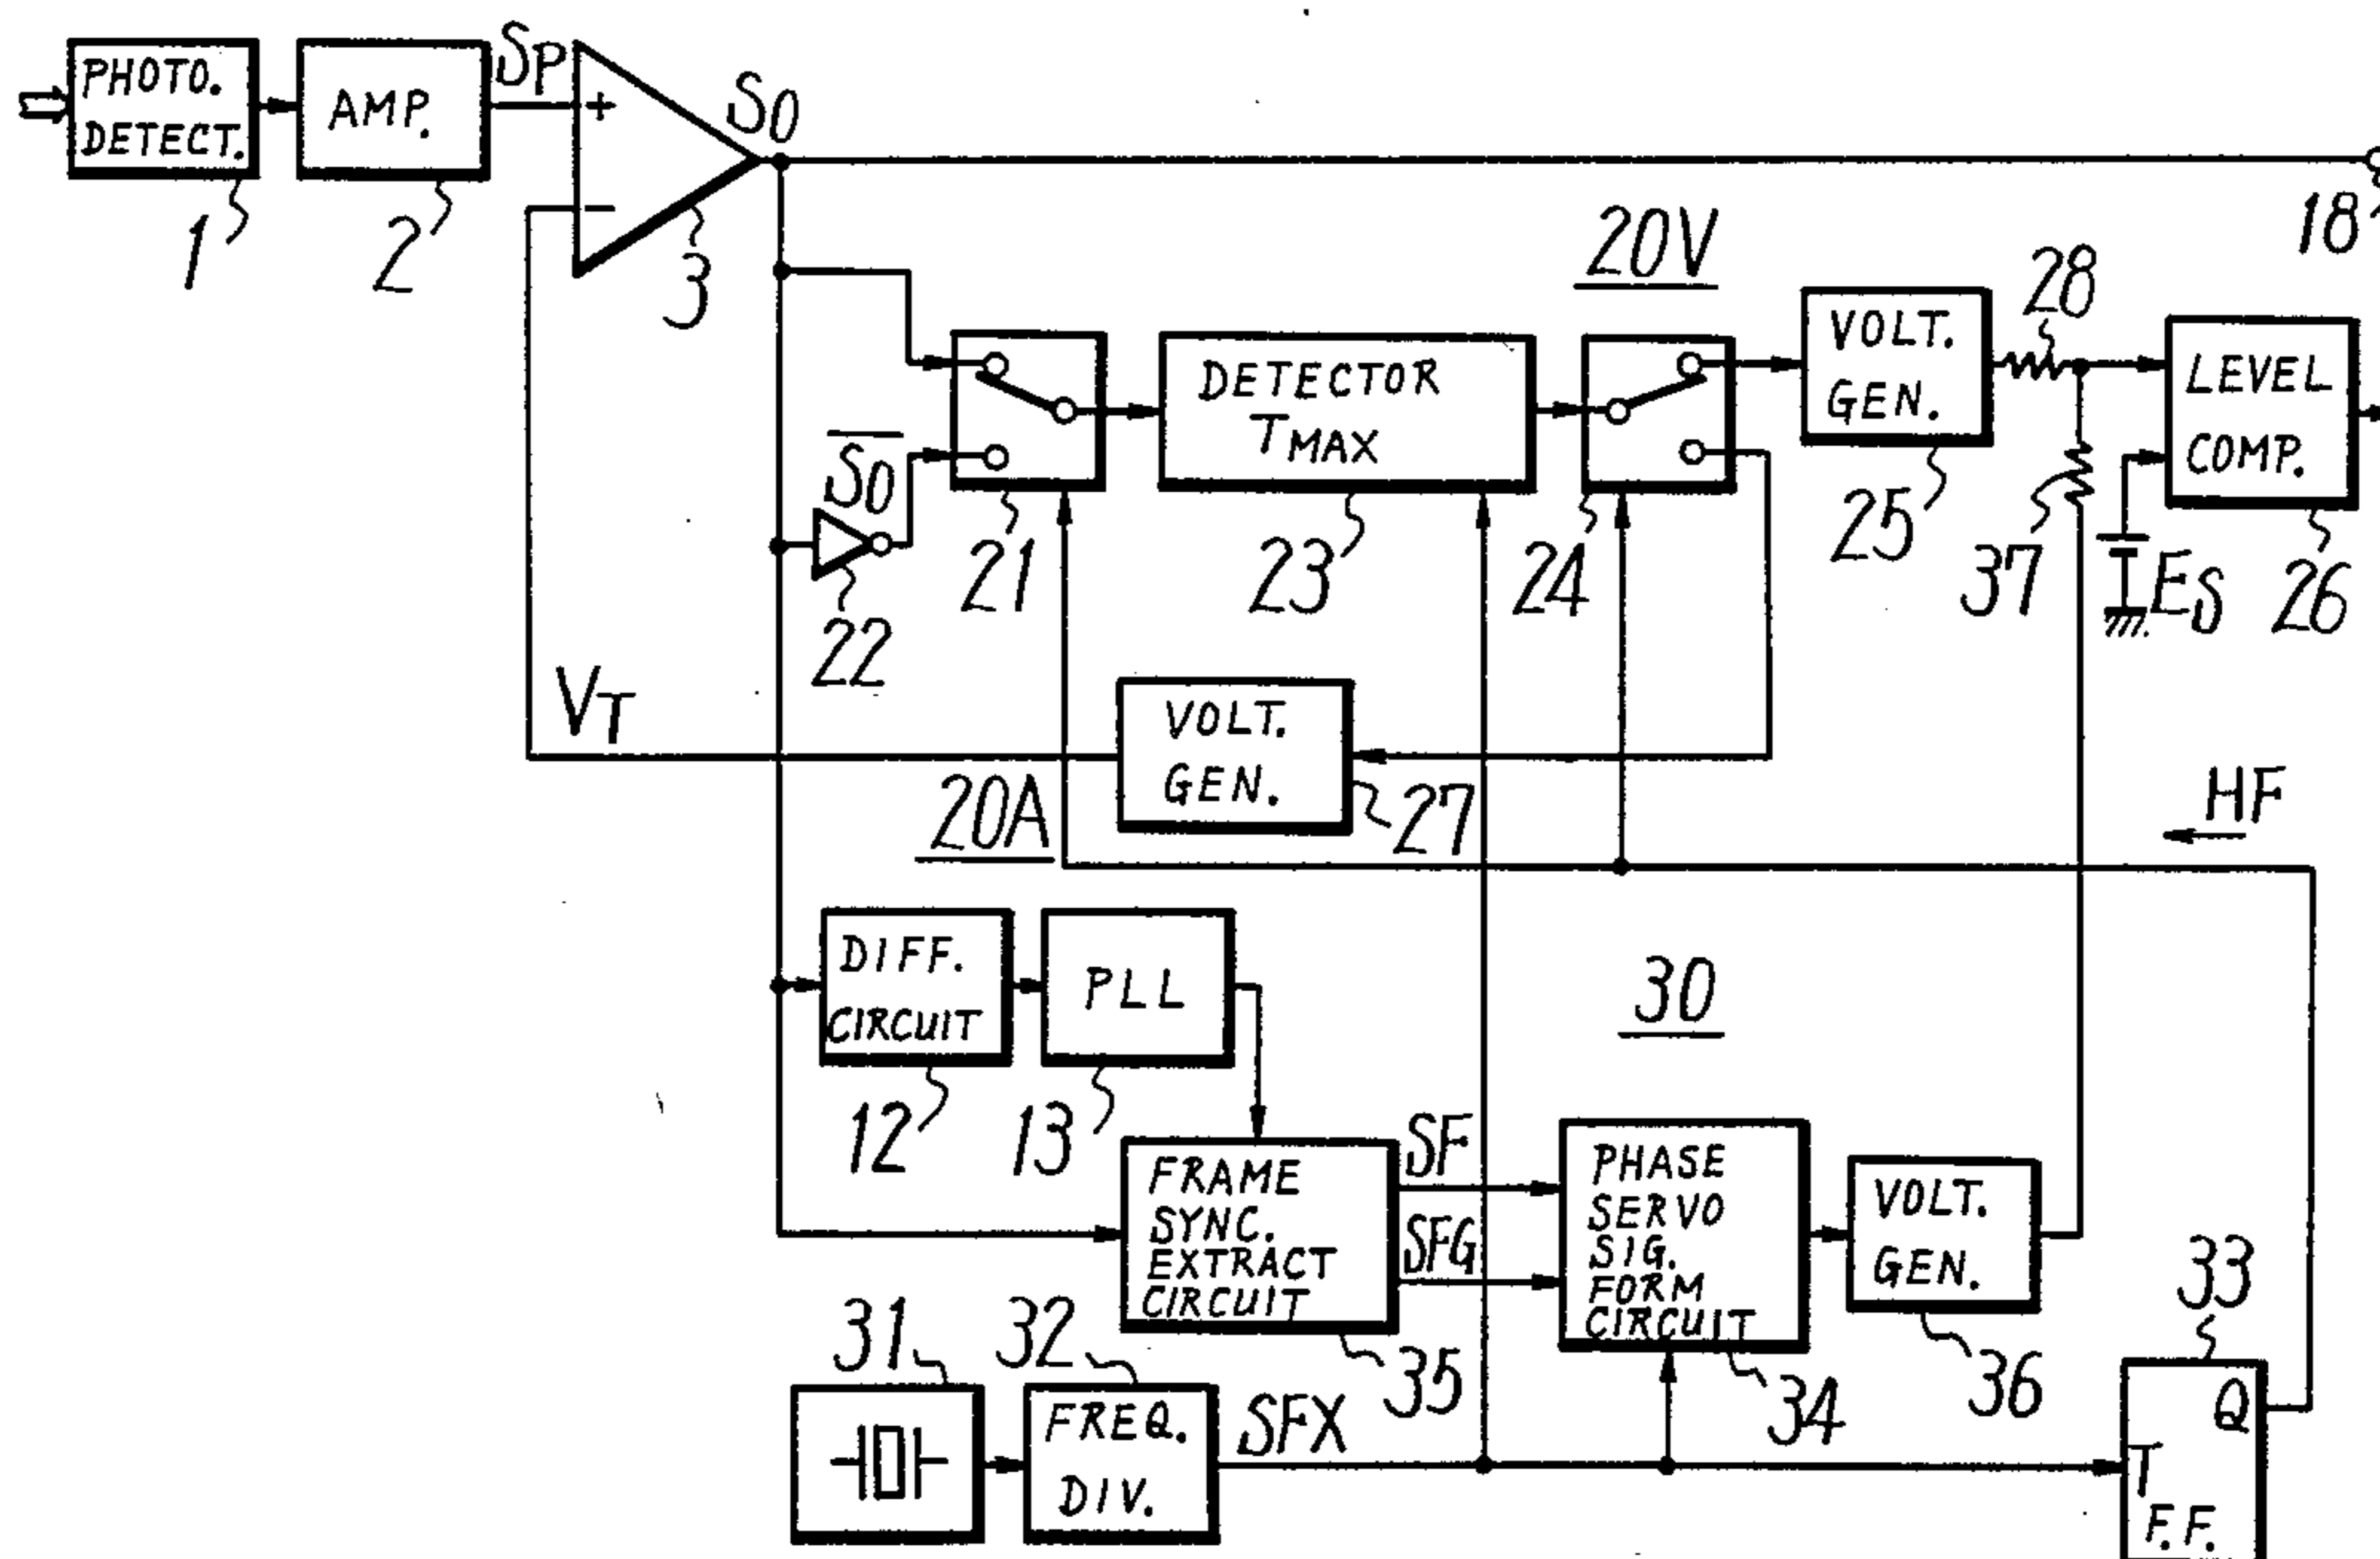 PHOTO.
DETECT.
1
AMP.
2
SP
+
−
3
SO
18
20V
21
SO
22
DETECTOR
TMAX
23
24
VOLT.
GEN.
25
28
37
LEVEL
COMP.
26
ES
VT
VOLT.
GEN.
27
20A
HF
DIFF.
CIRCUIT
12
PLL
13
30
FRAME
SYNC.
EXTRACT
CIRCUIT
35
SF
SFG
PHASE
SERVO
SIG.
FORM
CIRCUIT
34
VOLT.
GEN.
36
33
31
32
FREQ.
DIV.
SFX
Q
T
F.F.